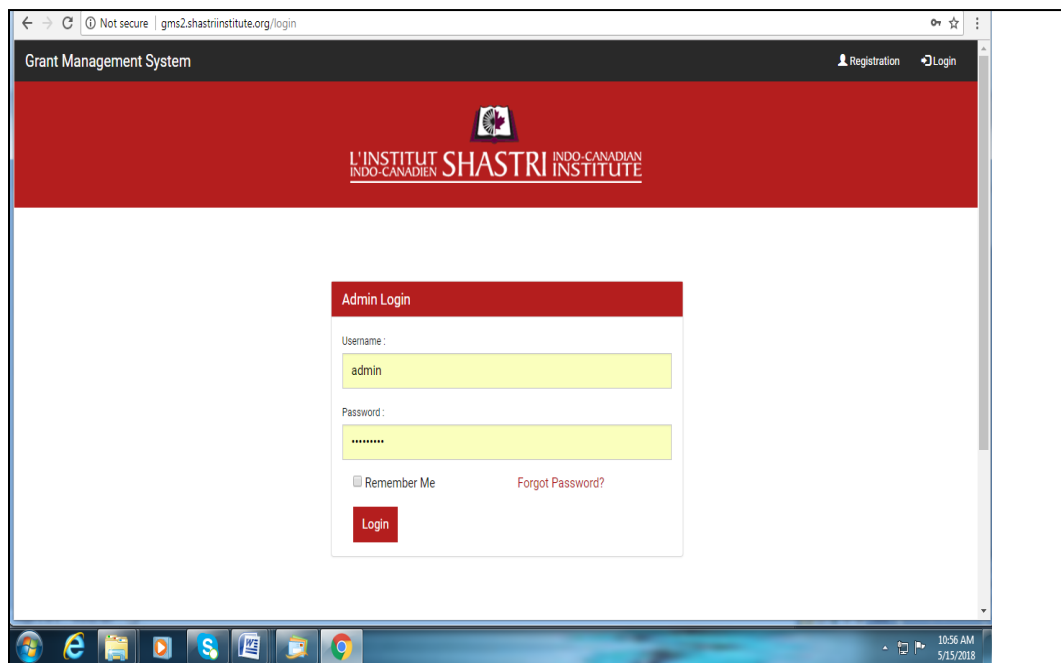 Not secure | gms2.shastriinstitute.org/login
Grant Management System
Registration
Login
L'INSTITUT SHASTRI INDO-CANADIAN
INDO-CANADIEN INSTITUTE
Admin Login
Username :
admin
Password :
•••••••••
Remember Me
Forgot Password?
Login
10:56 AM
5/15/2018